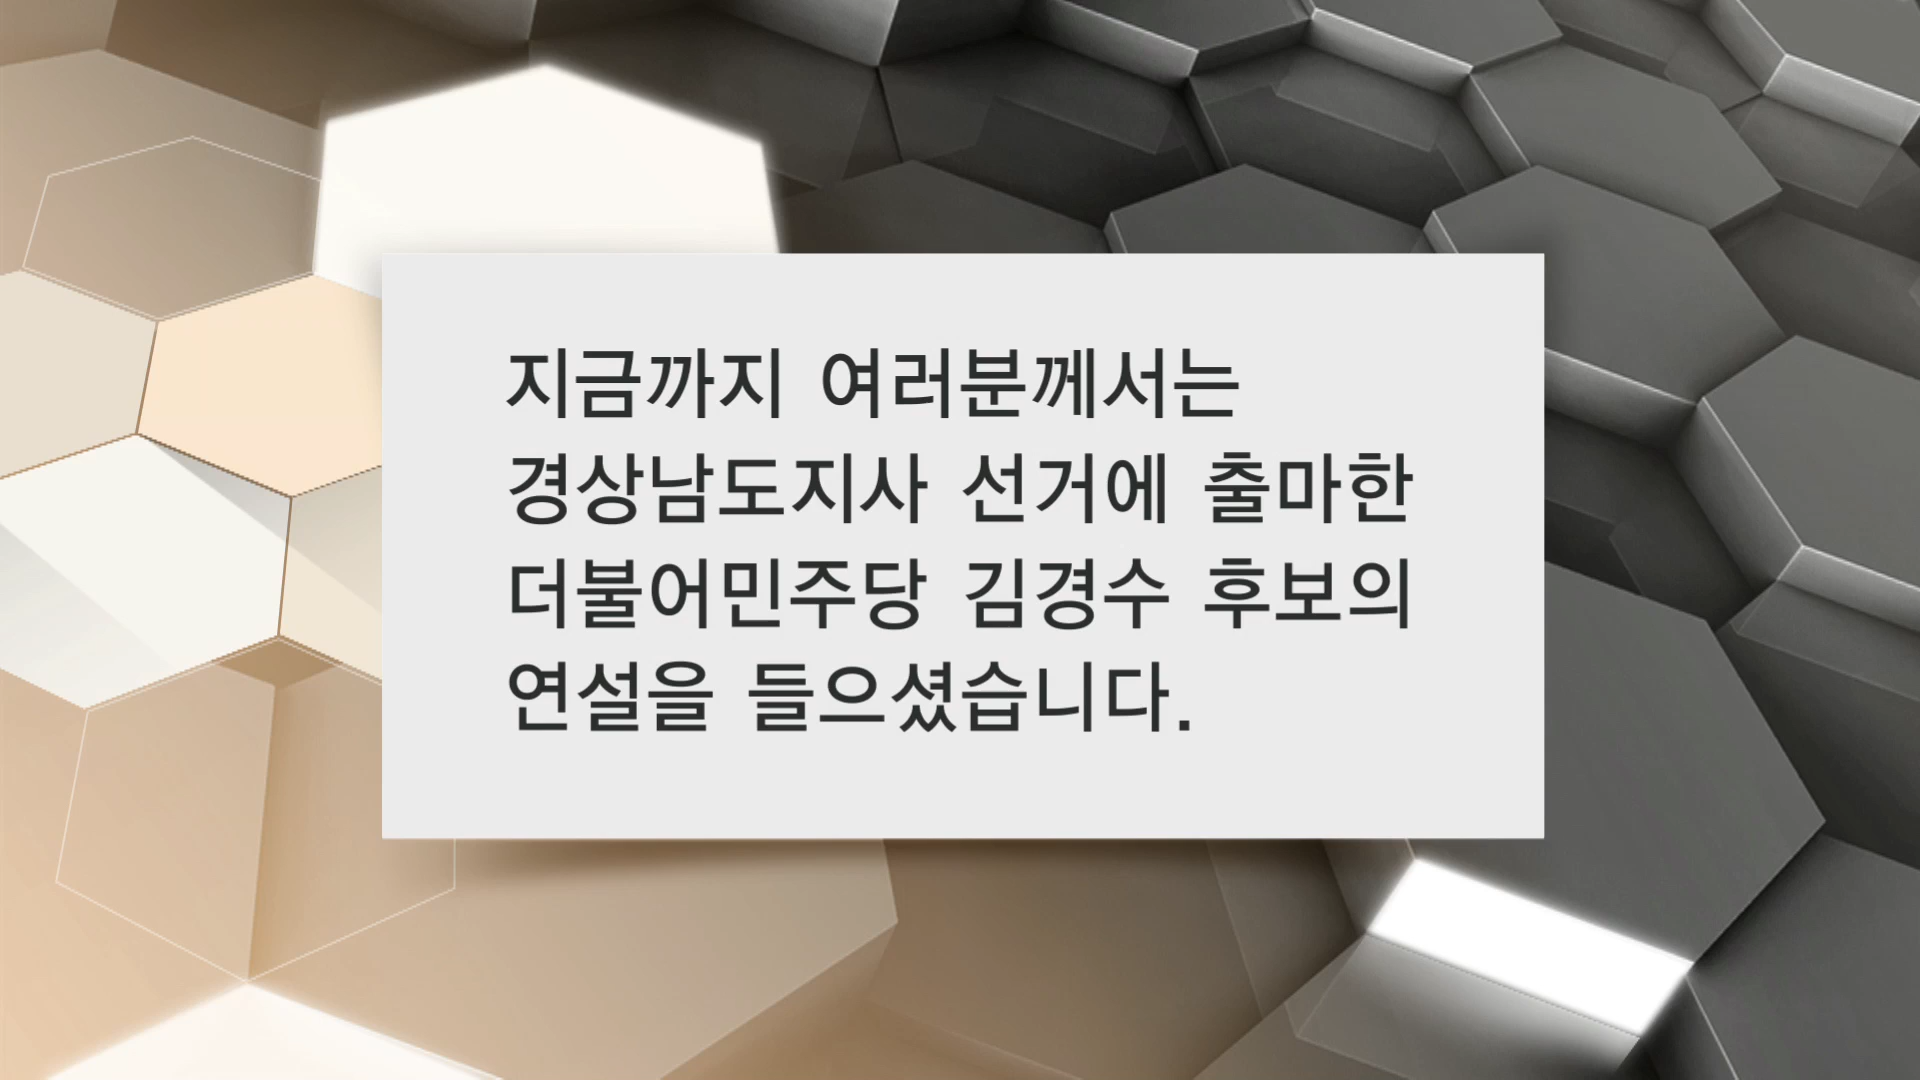 지금까지 여러분께서는
경상남도지사 선거에 출마한
더불어민주당 김경수 후보의
연설을 들으셨습니다.